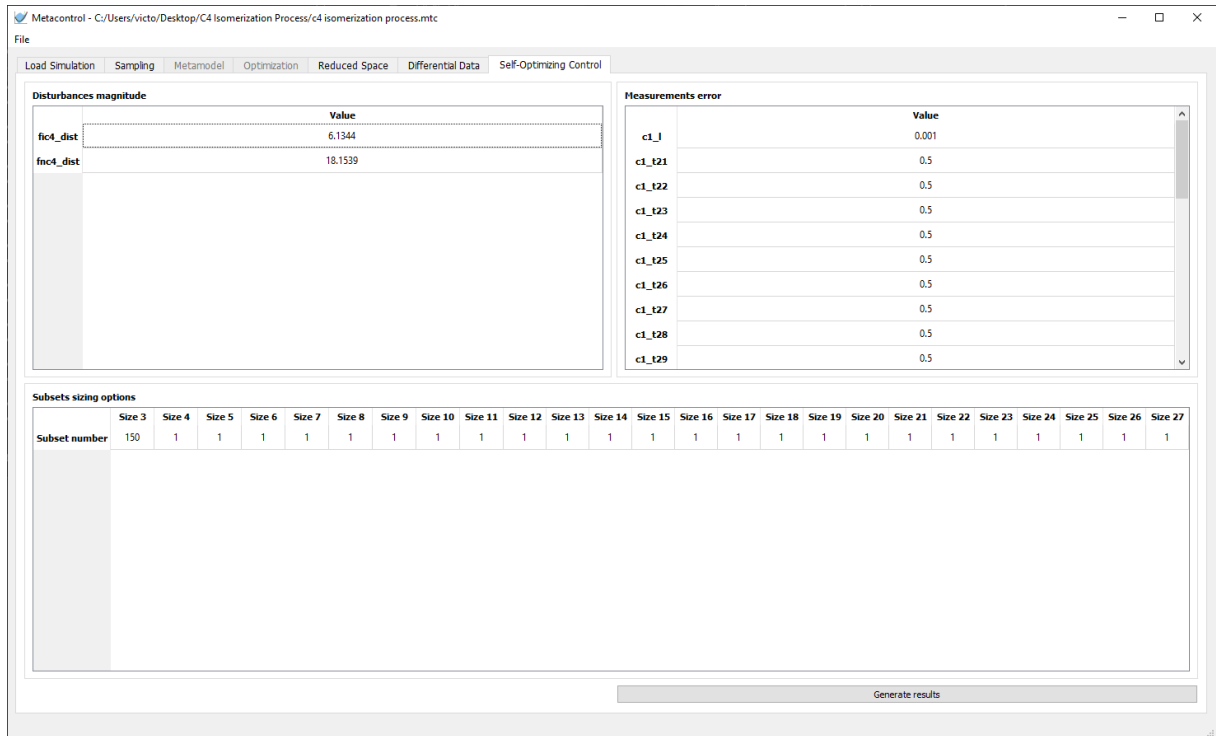 Metacontrol - C:/Users/victo/Desktop/C4 Isomerization Process/c4 isomerization process.mtc
File
Load Simulation Sampling Metamodel Optimization Reduced Space Differential Data Self-Optimizing Control
Disturbances magnitude
Value
fic4_dist 6.1344
fnc4_dist 18.1539
Measurements error
Value
c1_l 0.001
c1_t21 0.5
c1_t22 0.5
c1_t23 0.5
c1_t24 0.5
c1_t25 0.5
c1_t26 0.5
c1_t27 0.5
c1_t28 0.5
c1_t29 0.5
Subsets sizing options
Size 3 Size 4 Size 5 Size 6 Size 7 Size 8 Size 9 Size 10 Size 11 Size 12 Size 13 Size 14 Size 15 Size 16 Size 17 Size 18 Size 19 Size 20 Size 21 Size 22 Size 23 Size 24 Size 25 Size 26 Size 27
Subset number 150 1 1 1 1 1 1 1 1 1 1 1 1 1 1 1 1 1 1 1 1 1 1 1 1
Generate results